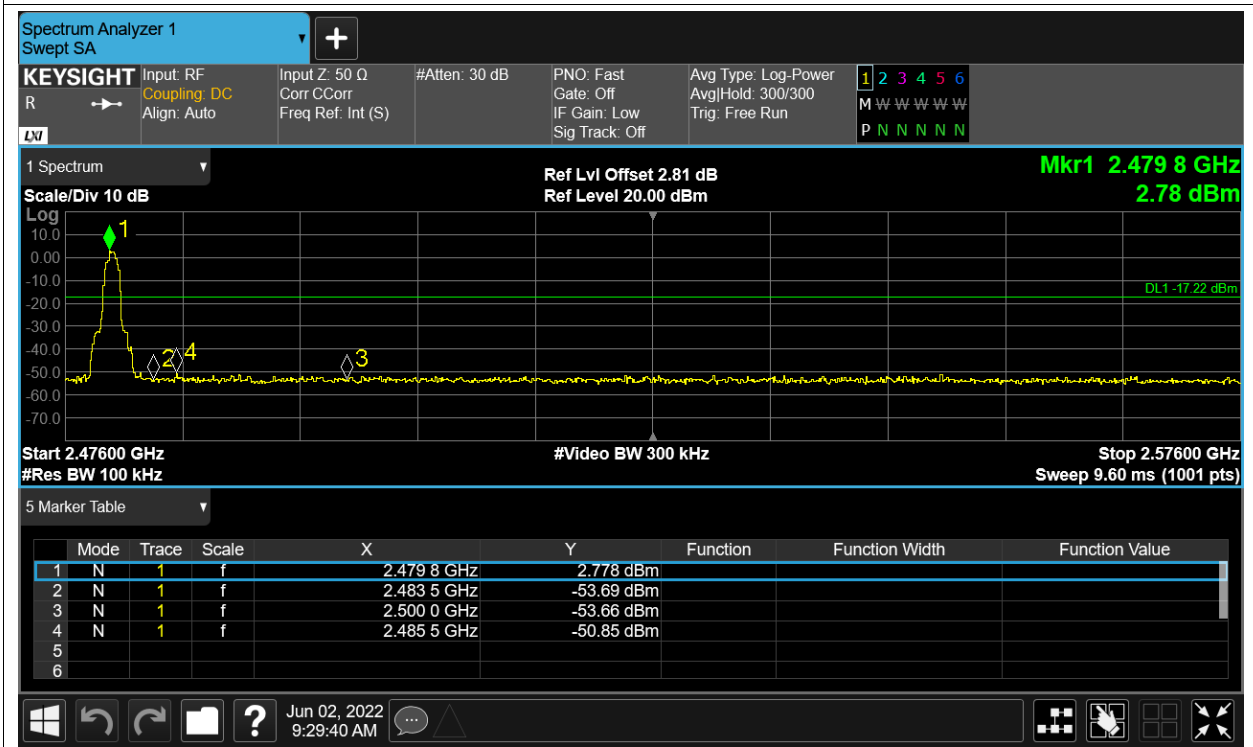 Spectrum Analyzer 1
Swept SA
+
KEYSIGHT Input: RF Input Z: 50 Ω #Atten: 30 dB PNO: Fast Avg Type: Log-Power 1 2 3 4 5 6
R Coupling: DC Corr CCorr Gate: Off Avg|Hold: 300/300 M W W W W W
Align: Auto Freq Ref: Int (S) IF Gain: Low Trig: Free Run
LXI Sig Track: Off P N N N N N
1 Spectrum Ref Lvl Offset 2.81 dB Mkr1 2.479 8 GHz
Scale/Div 10 dB Ref Level 20.00 dBm 2.78 dBm
Log
1
10.0
0.00
-10.0
DL1 -17.22 dBm
-20.0
-30.0
-40.0
2 4 3
-50.0
-60.0
-70.0
Start 2.47600 GHz #Video BW 300 kHz Stop 2.57600 GHz
#Res BW 100 kHz Sweep 9.60 ms (1001 pts)
5 Marker Table
Mode Trace Scale X Y Function Function Width Function Value
1 N 1 f 2.479 8 GHz 2.778 dBm
2 N 1 f 2.483 5 GHz -53.69 dBm
3 N 1 f 2.500 0 GHz -53.66 dBm
4 N 1 f 2.485 5 GHz -50.85 dBm
5
6
? Jun 02, 2022
9:29:40 AM